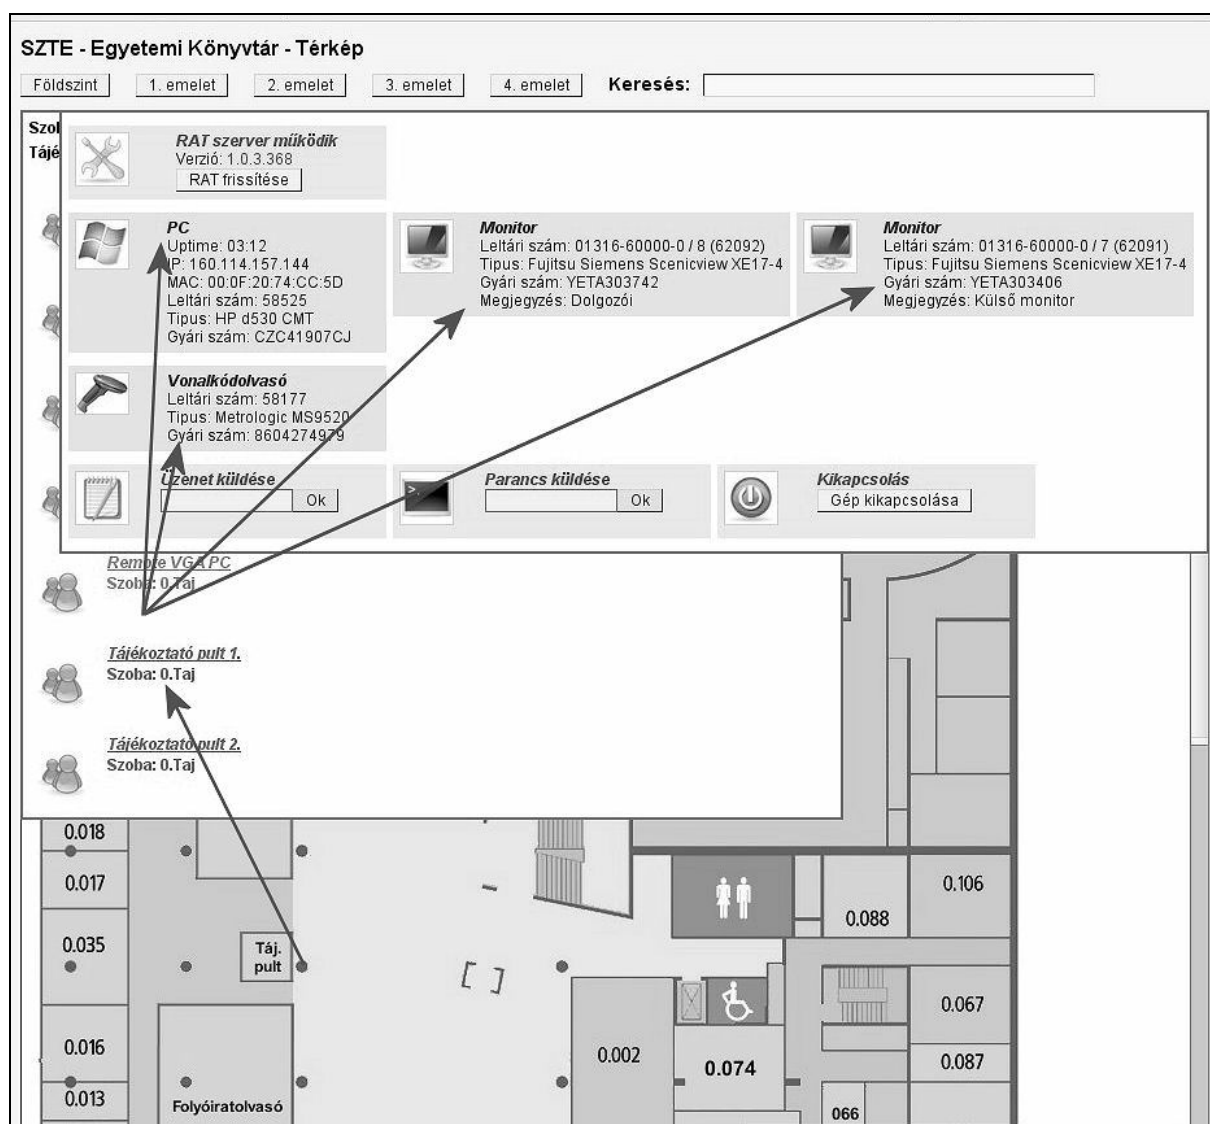 SZTE - Egyetemi Könyvtár - Térkép
Földszint 1. emelet 2. emelet 3. emelet 4. emelet Keresés:
Szol
Tájé
RAT szerver működik
Verzió: 1.0.3.368
RAT frissítése
PC
Uptime: 03:12
IP: 160.114.157.144
MAC: 00:0F:20:74:CC:5D
Leltári szám: 58525
Tipus: HP d530 CMT
Gyári szám: CZC41907CJ
Monitor
Leltári szám: 01316-60000-0 / 8 (62092)
Tipus: Fujitsu Siemens Scenicview XE17-4
Gyári szám: YETA303742
Megjegyzés: Dolgozói
Monitor
Leltári szám: 01316-60000-0 / 7 (62091)
Tipus: Fujitsu Siemens Scenicview XE17-4
Gyári szám: YETA303406
Megjegyzés: Külső monitor
Vonalkódolvasó
Leltári szám: 58177
Tipus: Metrologic MS9520
Gyári szám: 8604274979
Üzenet küldése
Ok
Parancs küldése
Ok
Kikapcsolás
Gép kikapcsolása
Remote VGA PC
Szoba: 0.Taj
Tájékoztató pult 1.
Szoba: 0.Taj
Tájékoztató pult 2.
Szoba: 0.Taj
0.018
0.017
0.106
0.088
0.035
Táj.
pult
0.067
0.016
0.002
0.074
0.087
0.013
Folyóiratolvasó
066